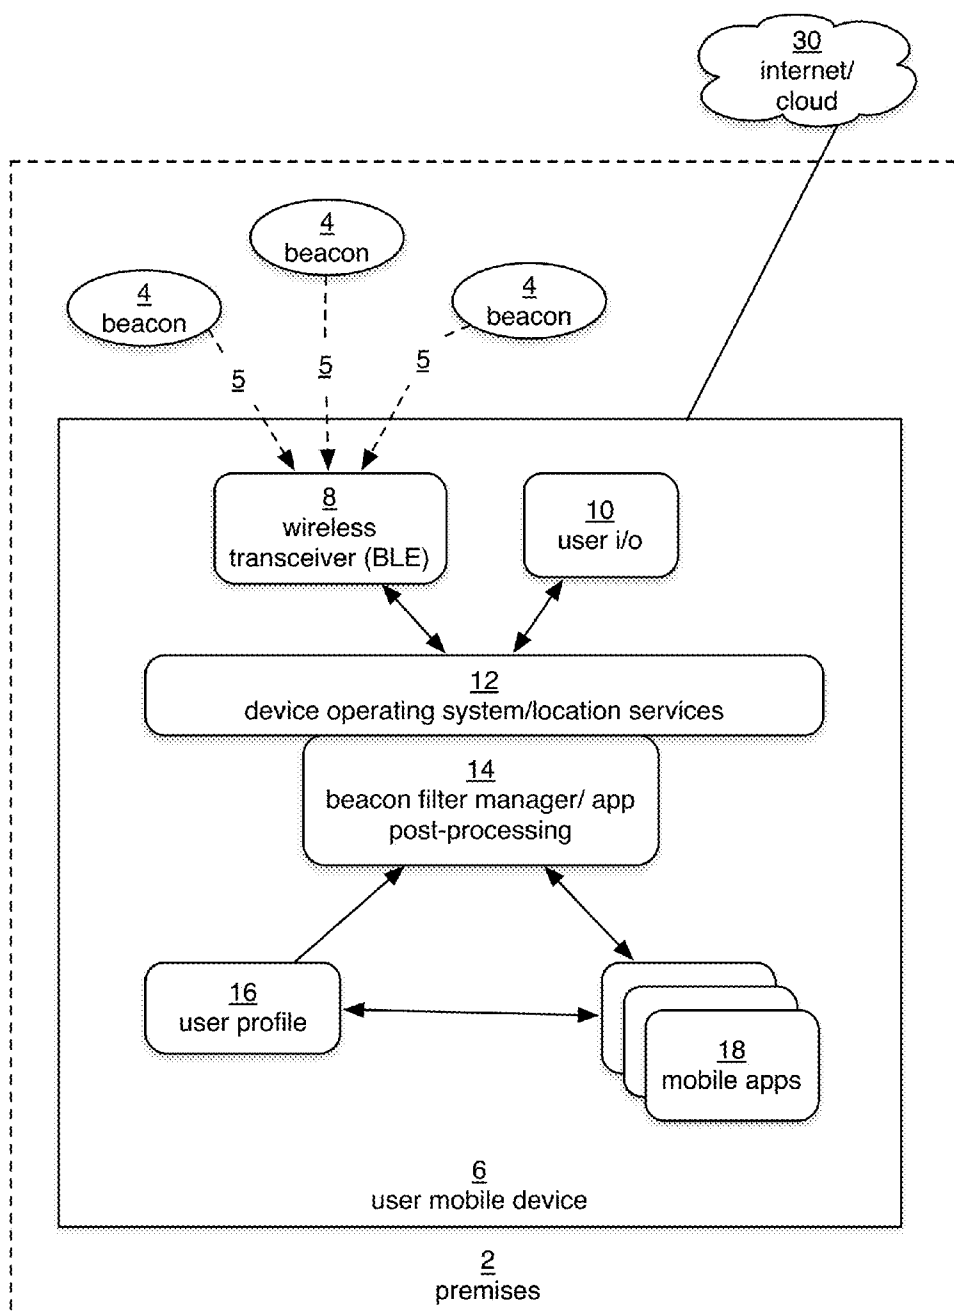 30
internet/
cloud
4
beacon
4
beacon
4
beacon
5
5
5
8
wireless
transceiver (BLE)
10
user i/o
12
device operating system/location services
14
beacon filter manager/ app
post-processing
16
user profile
18
mobile apps
6
user mobile device
2
premises